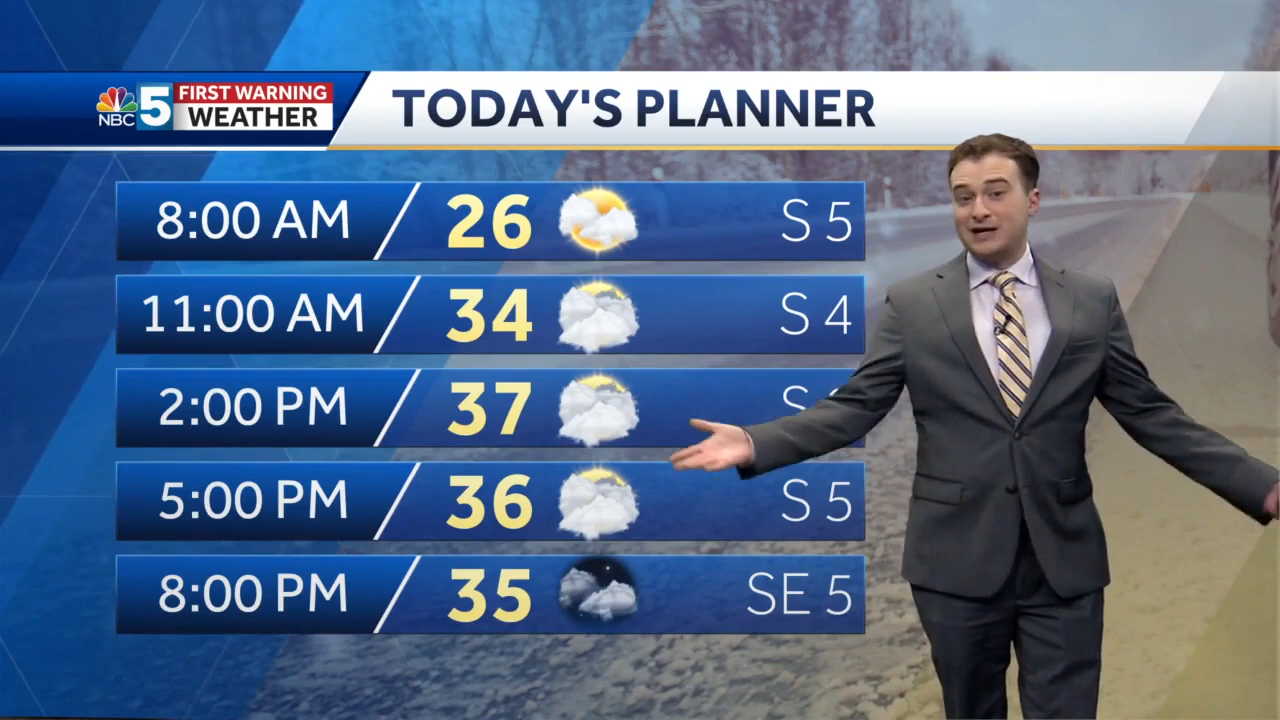 NBC 5 FIRST WARNING WEATHER
TODAY'S PLANNER
8:00 AM 26 S 5
11:00 AM 34 S 4
2:00 PM 37 S
5:00 PM 36 S 5
8:00 PM 35 SE 5